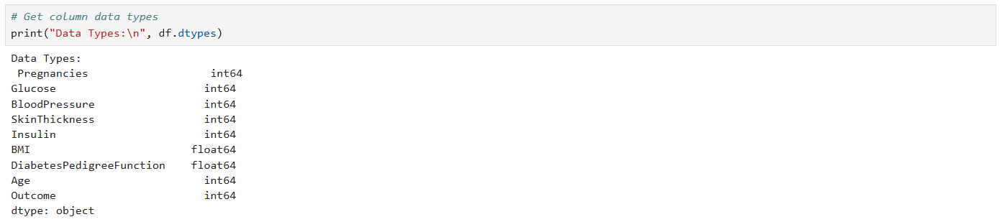 # Get column data types
print("Data Types:\n", df.dtypes)
Data Types:
 Pregnancies                   int64
Glucose                       int64
BloodPressure                 int64
SkinThickness                 int64
Insulin                       int64
BMI                         float64
DiabetesPedigreeFunction    float64
Age                           int64
Outcome                       int64
dtype: object